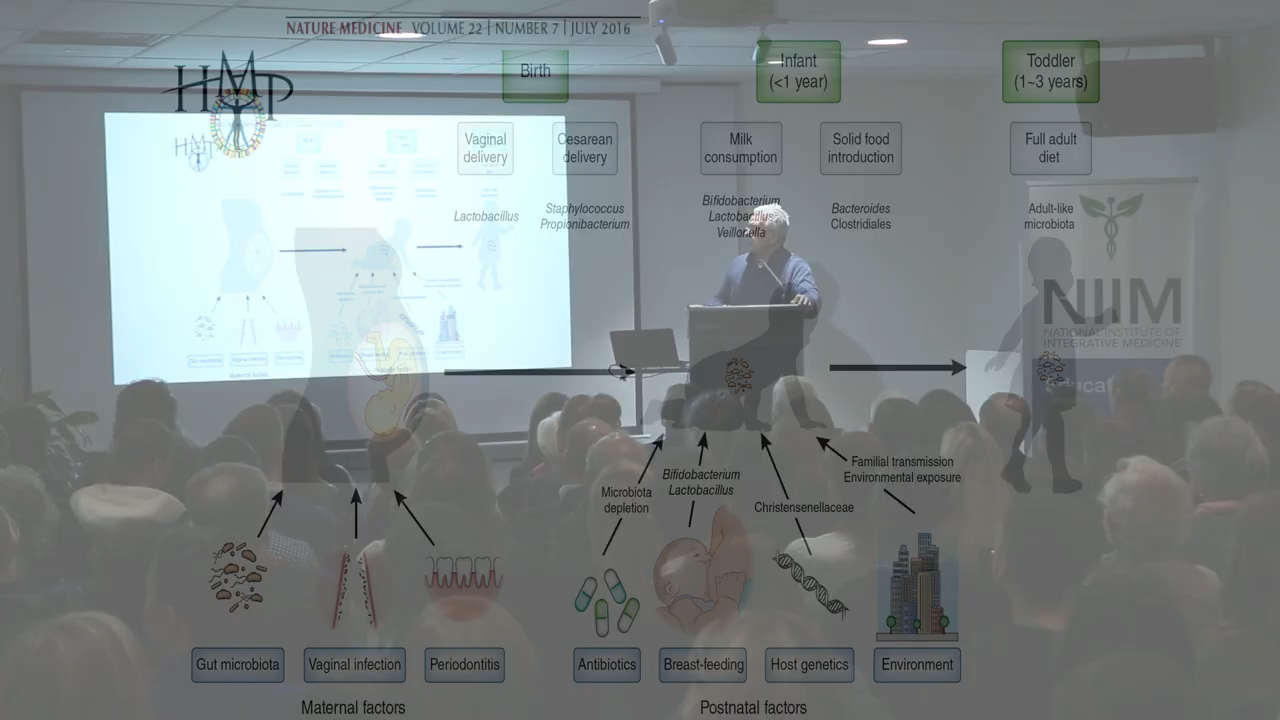 NATURE MEDICINE VOLUME 22 | NUMBER 7 | JULY 2016
HMP
Birth
Infant
(<1 year)
Toddler
(1~3 years)
Vaginal
delivery
Cesarean
delivery
Milk
consumption
Solid food
introduction
Full adult
diet
Lactobacillus
Staphylococcus
Propionibacterium
Bifidobacterium
Lactobacillus
Veillonella
Bacteroides
Clostridiales
Adult-like
microbiota
NIIM
NATIONAL INSTITUTE OF
INTEGRATIVE MEDICINE
Educat
Microbiota
depletion
Bifidobacterium
Lactobacillus
Christensenellaceae
Familial transmission
Environmental exposure
Gut microbiota
Vaginal infection
Periodontitis
Antibiotics
Breast-feeding
Host genetics
Environment
Maternal factors
Postnatal factors